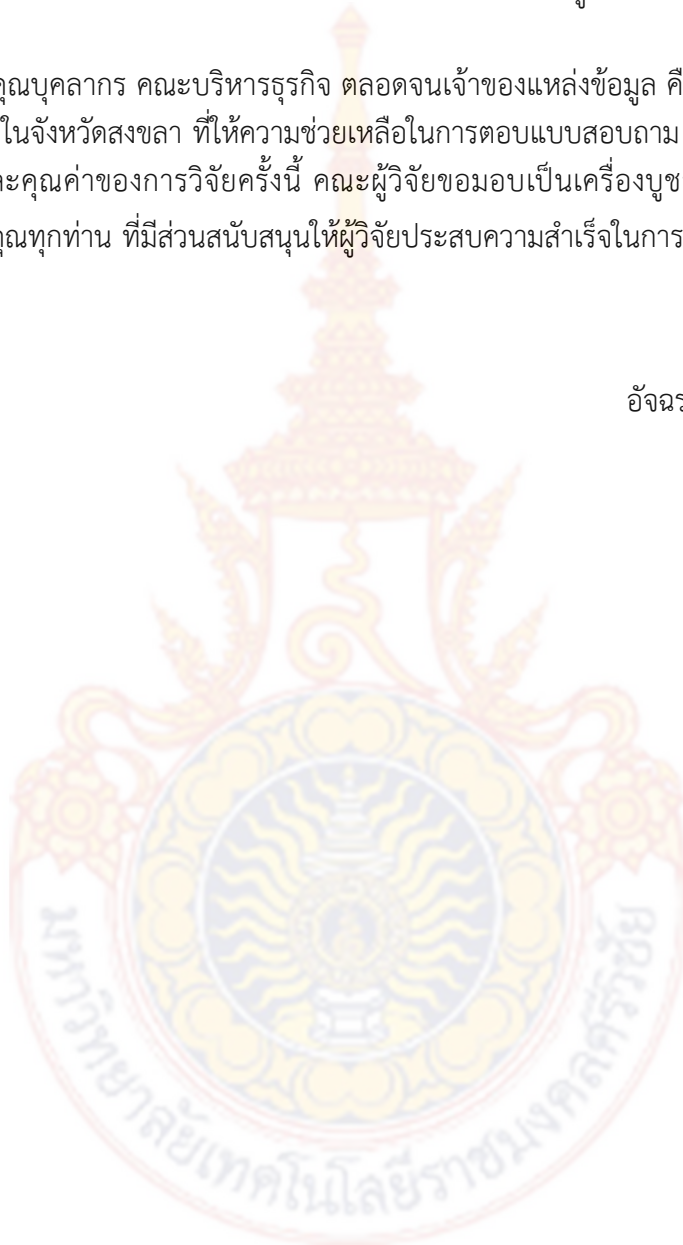 คุณบุคลากร คณะบริหารธุรกิจ ตลอดจนเจ้าของแหล่งข้อมูล คื
ในจังหวัดสงขลา ที่ให้ความช่วยเหลือในการตอบแบบสอบถาม
ละคุณค่าของการวิจัยครั้งนี้ คณะผู้วิจัยขอมอบเป็นเครื่องบูช
คุณทุกท่าน ที่มีส่วนสนับสนุนให้ผู้วิจัยประสบความสำเร็จในการ
อัจฉร
มหาวิทยาลัยเทคโนโลยีราชมงคลศรีวิชัย